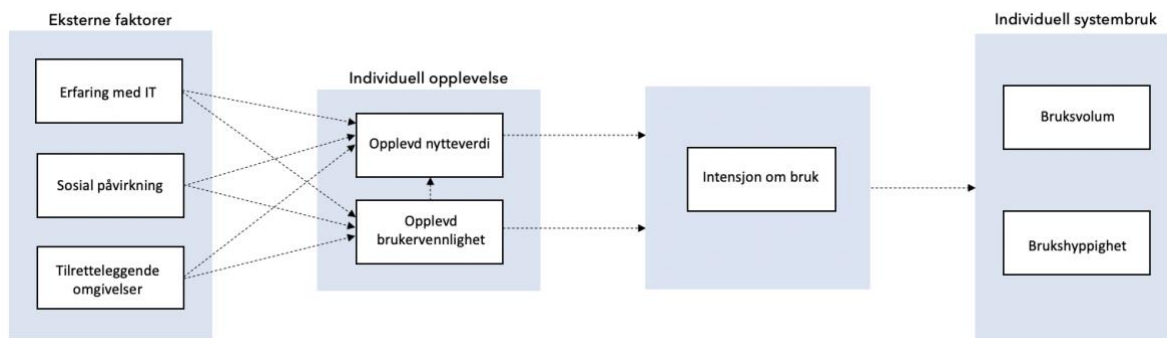 Eksterne faktorer
Erfaring med IT
Sosial påvirkning
Tilretteleggende
omgivelser
Individuell opplevelse
Opplevd nytteverdi
Opplevd
brukervennlighet
Intensjon om bruk
Individuell systembruk
Bruksvolum
Brukshyppighet